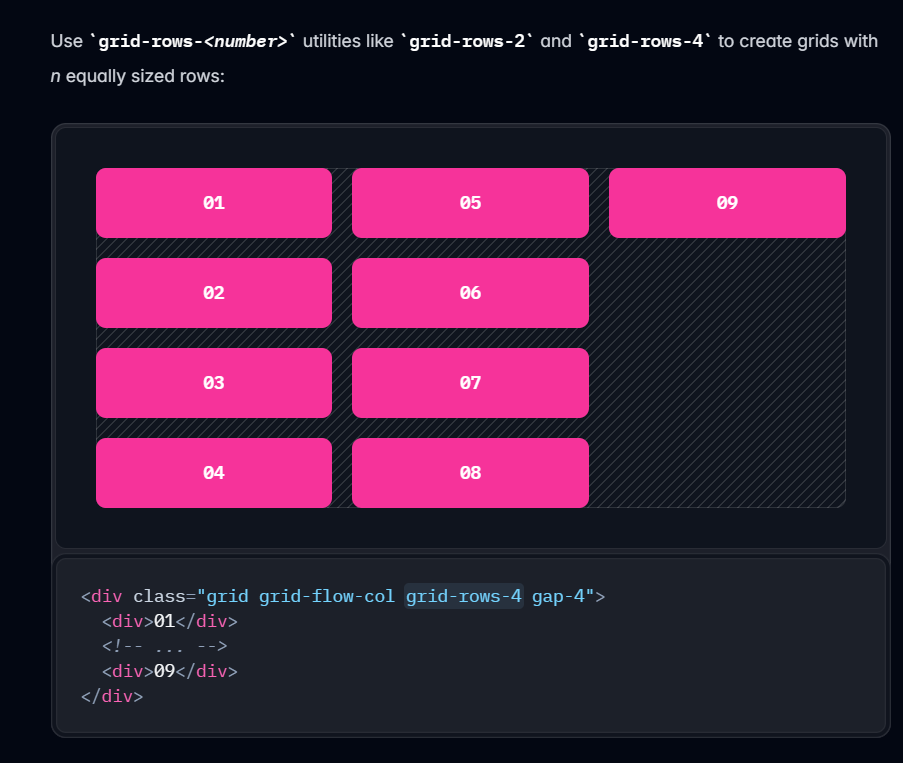 Use `grid-rows-<number>` utilities like `grid-rows-2` and `grid-rows-4` to create grids with
n equally sized rows:
01 05 09
02 06
03 07
04 08
<div class="grid grid-flow-col grid-rows-4 gap-4">
  <div>01</div>
  <!-- ... -->
  <div>09</div>
</div>